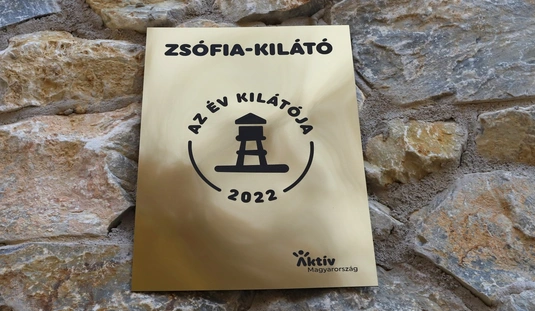 ZSÓFIA-KILÁTÓ
AZ ÉV KILÁTÓJA
2022
Aktív
Magyarország